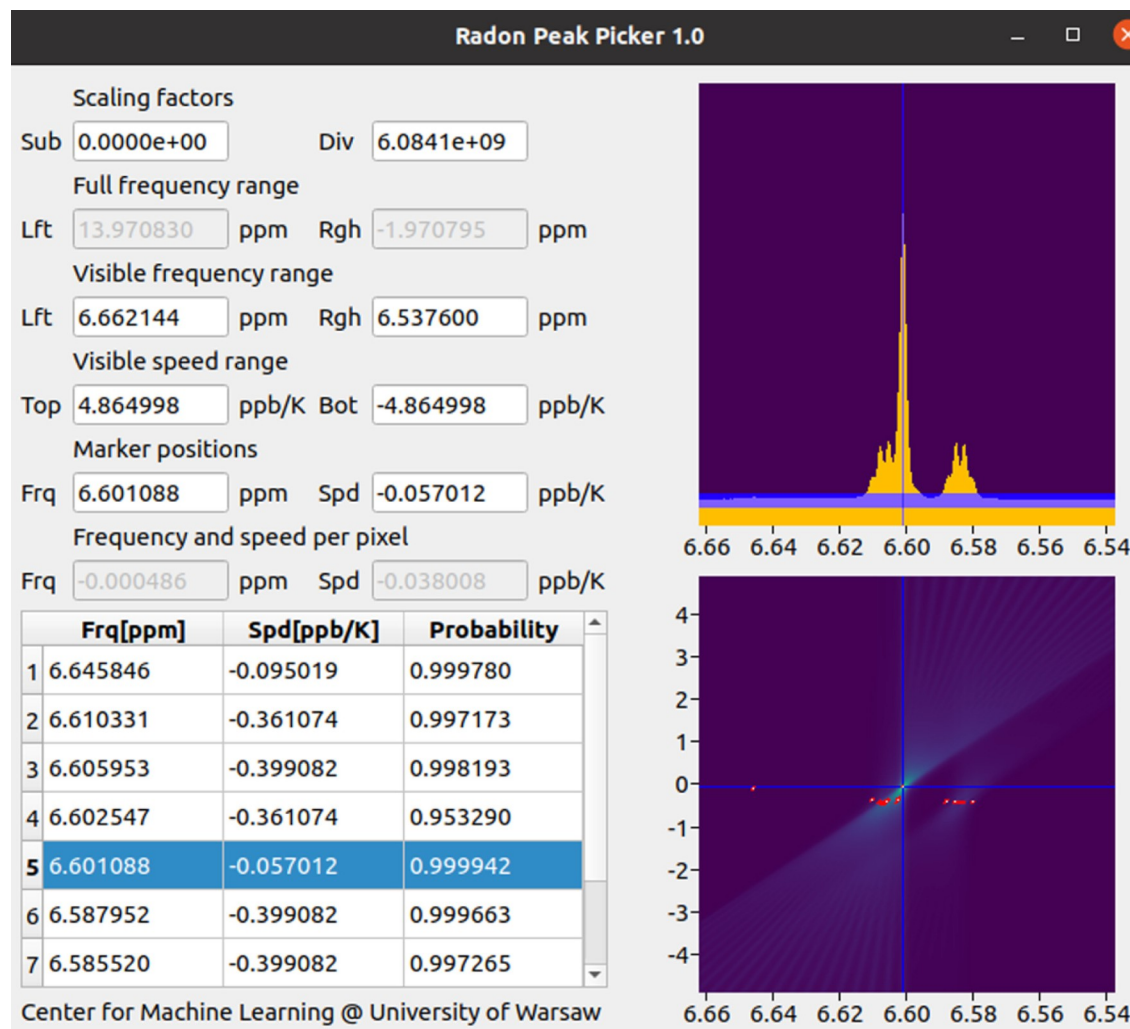 Radon Peak Picker 1.0
Scaling factors
Sub 0.0000e+00 Div 6.0841e+09
Full frequency range
Lft 13.970830 ppm Rgh -1.970795 ppm
Visible frequency range
Lft 6.662144 ppm Rgh 6.537600 ppm
Visible speed range
Top 4.864998 ppb/K Bot -4.864998 ppb/K
Marker positions
Frq 6.601088 ppm Spd -0.057012 ppb/K
Frequency and speed per pixel
Frq -0.000486 ppm Spd -0.038008 ppb/K
Frq[ppm] Spd[ppb/K] Probability
1 6.645846 -0.095019 0.999780
2 6.610331 -0.361074 0.997173
3 6.605953 -0.399082 0.998193
4 6.602547 -0.361074 0.953290
5 6.601088 -0.057012 0.999942
6 6.587952 -0.399082 0.999663
7 6.585520 -0.399082 0.997265
Center for Machine Learning @ University of Warsaw
6.66 6.64 6.62 6.60 6.58 6.56 6.54
4
3
2
1
0
-1
-2
-3
-4
6.66 6.64 6.62 6.60 6.58 6.56 6.54